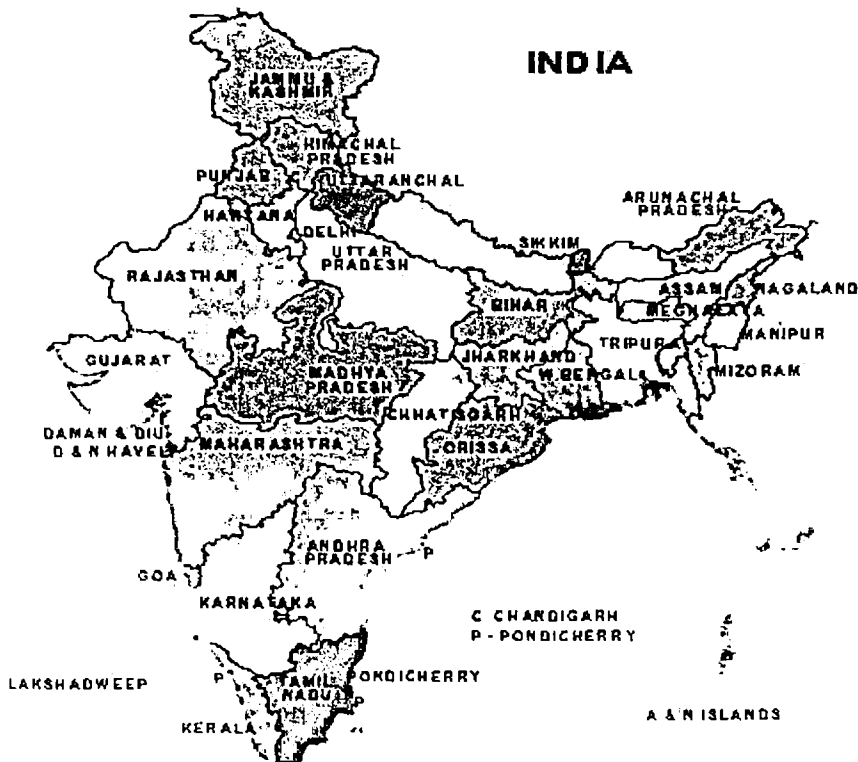 INDIA
JAMMU &
KASHMIR
HIMACHAL
PRADESH
PUNJAB
UTTARANCHAL
HARYANA
DELHI
UTTAR
PRADESH
ARUNACHAL
PRADESH
SIKKIM
RAJASTHAN
ASSAM
NAGALAND
BIHAR
MEGHALAYA
MANIPUR
GUJARAT
JHARKHAND
TRIPURA
MADHYA
PRADESH
W.BENGAL
MIZORAM
CHHATISGARH
DAMAN & DIU
D & N HAVELI
MAHARASHTRA
ORISSA
ANDHRA
PRADESH
P
GOA
KARNATAKA
C CHANDIGARH
P - PONDICHERRY
LAKSHADWEEP
P
TAMIL
NADU
PONDICHERRY
P
KERALA
A & N ISLANDS